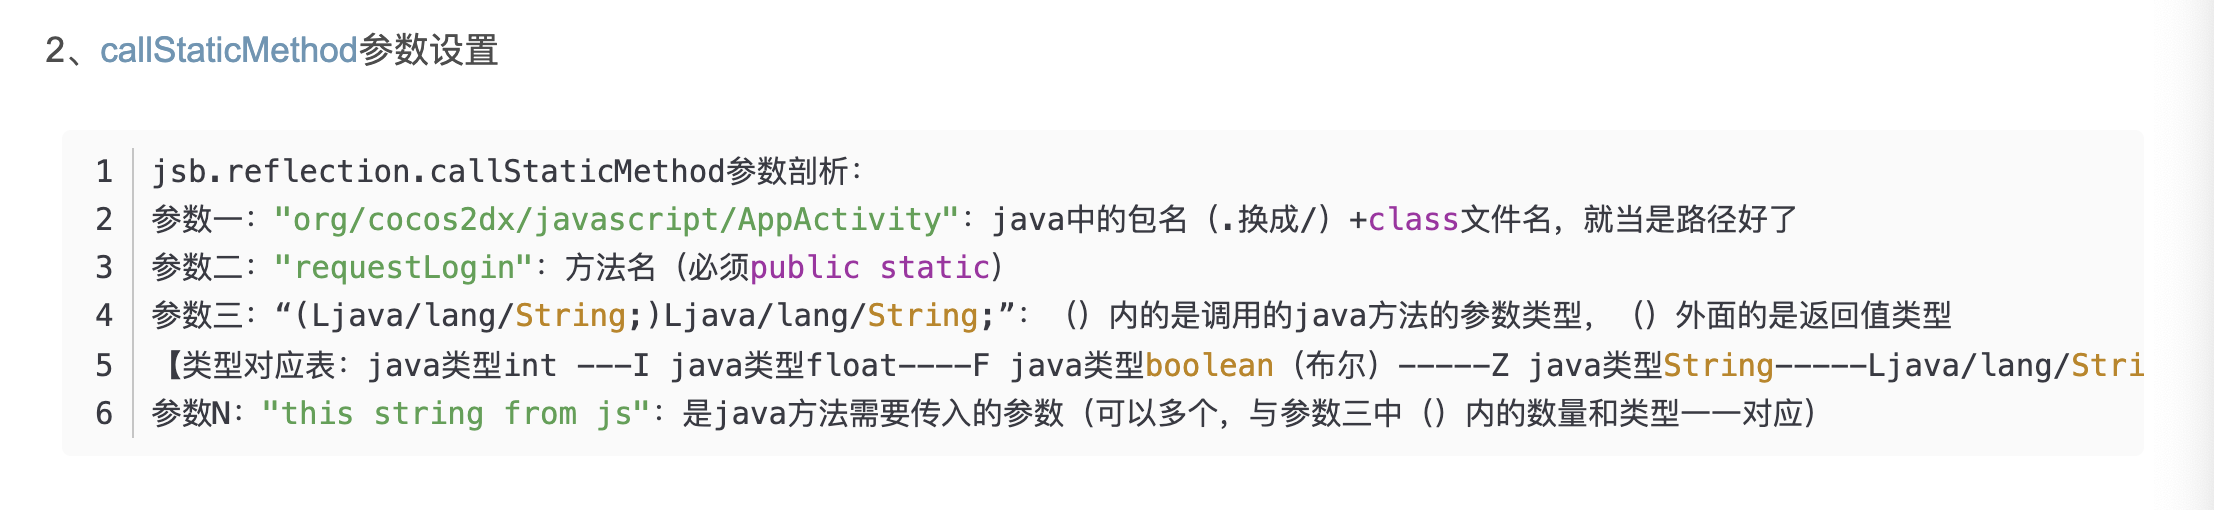 2、callStaticMethod参数设置
1 jsb.reflection.callStaticMethod参数剖析:
2 参数一："org/cocos2dx/javascript/AppActivity"：java中的包名（.换成/）+class文件名，就当是路径好了
3 参数二："requestLogin"：方法名（必须public static）
4 参数三：“(Ljava/lang/String;)Ljava/lang/String;”：（）内的是调用的java方法的参数类型，（）外面的是返回值类型
5 【类型对应表：java类型int ---I java类型float----F java类型boolean（布尔）-----Z java类型String-----Ljava/lang/Stri
6 参数N："this string from js"：是java方法需要传入的参数（可以多个，与参数三中（）内的数量和类型一一对应）